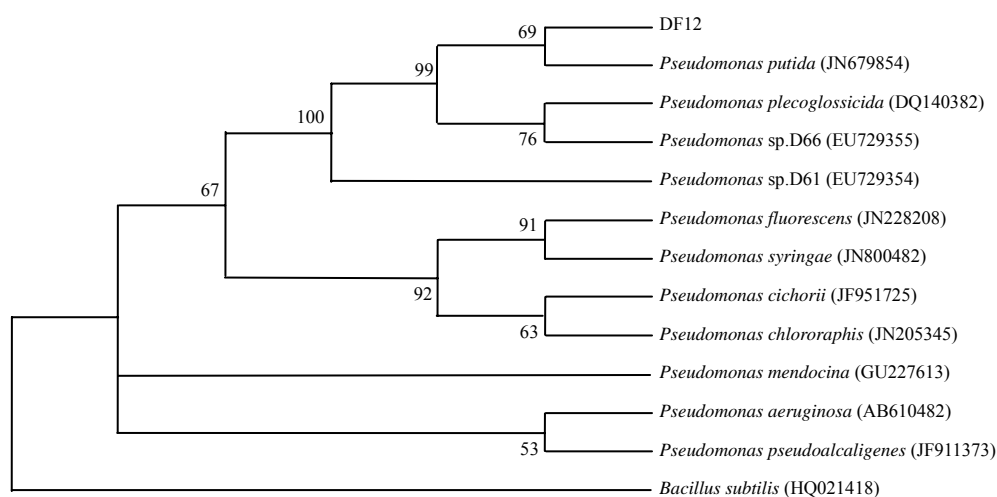 DF12
69
Pseudomonas putida (JN679854)
99
Pseudomonas plecoglossicida (DQ140382)
100
76
Pseudomonas sp.D66 (EU729355)
Pseudomonas sp.D61 (EU729354)
67
Pseudomonas fluorescens (JN228208)
91
Pseudomonas syringae (JN800482)
92
Pseudomonas cichorii (JF951725)
63
Pseudomonas chlororaphis (JN205345)
Pseudomonas mendocina (GU227613)
Pseudomonas aeruginosa (AB610482)
53
Pseudomonas pseudoalcaligenes (JF911373)
Bacillus subtilis (HQ021418)